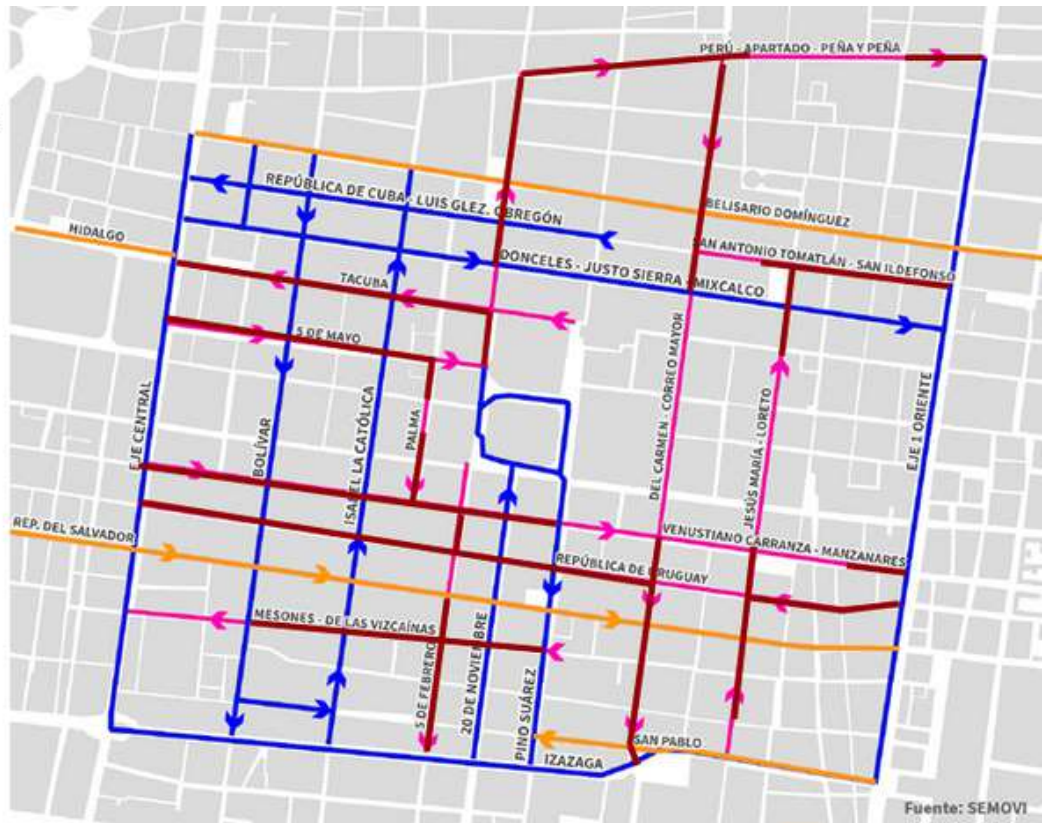 PERÚ - APARTADO - PEÑA Y PEÑA
REPÚBLICA DE CUBA - LUIS GLEZ. OBREGÓN
BELISARIO DOMÍNGUEZ
HIDALGO
SAN ANTONIO TOMATLÁN - SAN ILDEFONSO
DONCELES - JUSTO SIERRA - MIXCALCO
TACUBA
5 DE MAYO
EJE CENTRAL
BOLÍVAR
ISABEL LA CATÓLICA
PALMA
DEL CARMEN - CORREO MAYOR
JESÚS MARÍA - LORETO
EJE 1 ORIENTE
REP. DEL SALVADOR
VENUSTIANO CARRANZA - MANZANARES
REPÚBLICA DE URUGUAY
MESONES - DE LAS VIZCAÍNAS
5 DE FEBRERO
20 DE NOVIEMBRE
PINO SUÁREZ
SAN PABLO
IZAZAGA
Fuente: SEMOVI